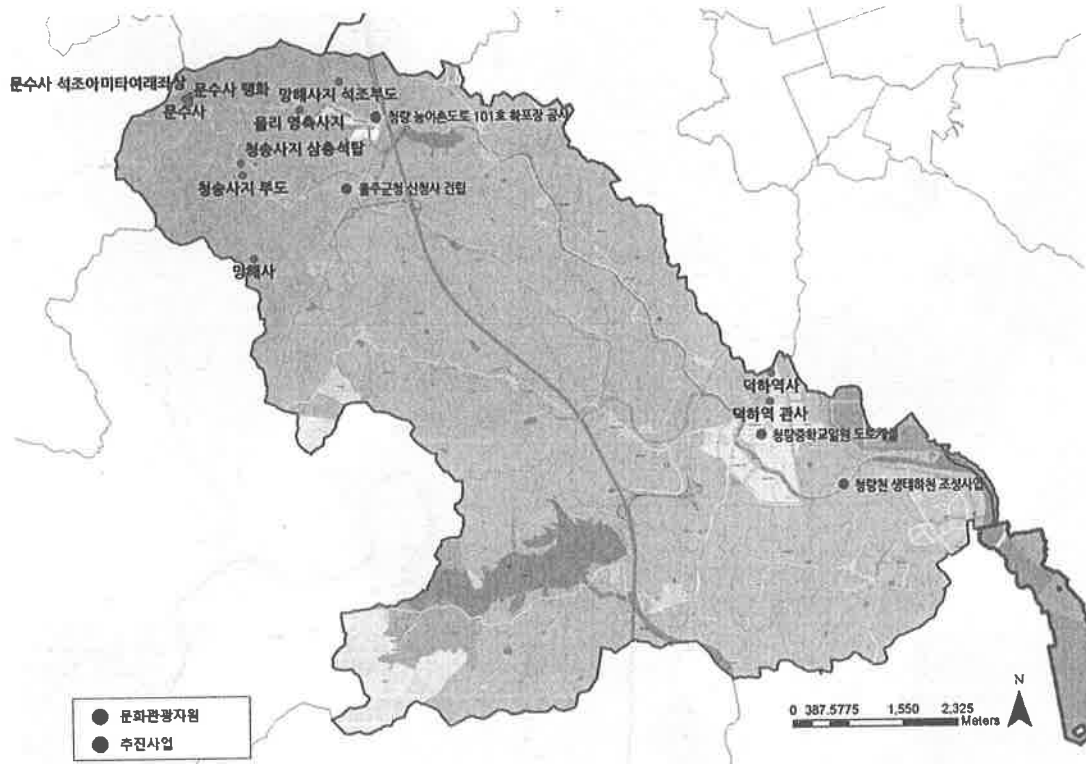 문수사 석조아미타여래좌상
문수사 탱화
문수사
망해사지 석조부도
율리 영축사지
청량 농어촌도로 101호 확포장 공사
청송사지 삼층석탑
청송사지 부도
울주군청 신청사 건립
망해사
덕하역사
덕하역 관사
청량중학교일원 도로개설
청량천 생태하천 조성사업
문화관광자원
추진사업
N
0 387.5775 1,550 2,325
Meters